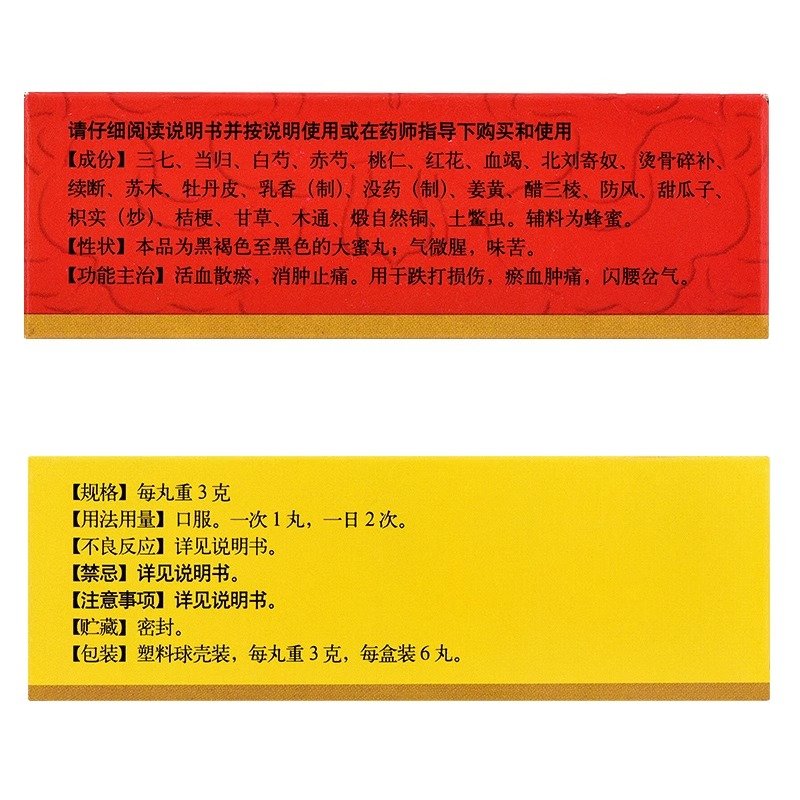 请仔细阅读说明书并按说明使用或在药师指导下购买和使用
【成份】三七、当归、白芍、赤芍、桃仁、红花、血竭、北刘寄奴、烫骨碎补、
续断、苏木、牡丹皮、乳香（制）、没药（制）、姜黄、醋三棱、防风、甜瓜子、
枳实（炒）、桔梗、甘草、木通、煅自然铜、土鳖虫。辅料为蜂蜜。
【性状】本品为黑褐色至黑色的大蜜丸；气微腥，味苦。
【功能主治】活血散瘀，消肿止痛。用于跌打损伤，瘀血肿痛，闪腰岔气。
【规格】每丸重3克
【用法用量】口服。一次1丸，一日2次。
【不良反应】详见说明书。
【禁忌】详见说明书。
【注意事项】详见说明书。
【贮藏】密封。
【包装】塑料球壳装，每丸重3克，每盒装6丸。